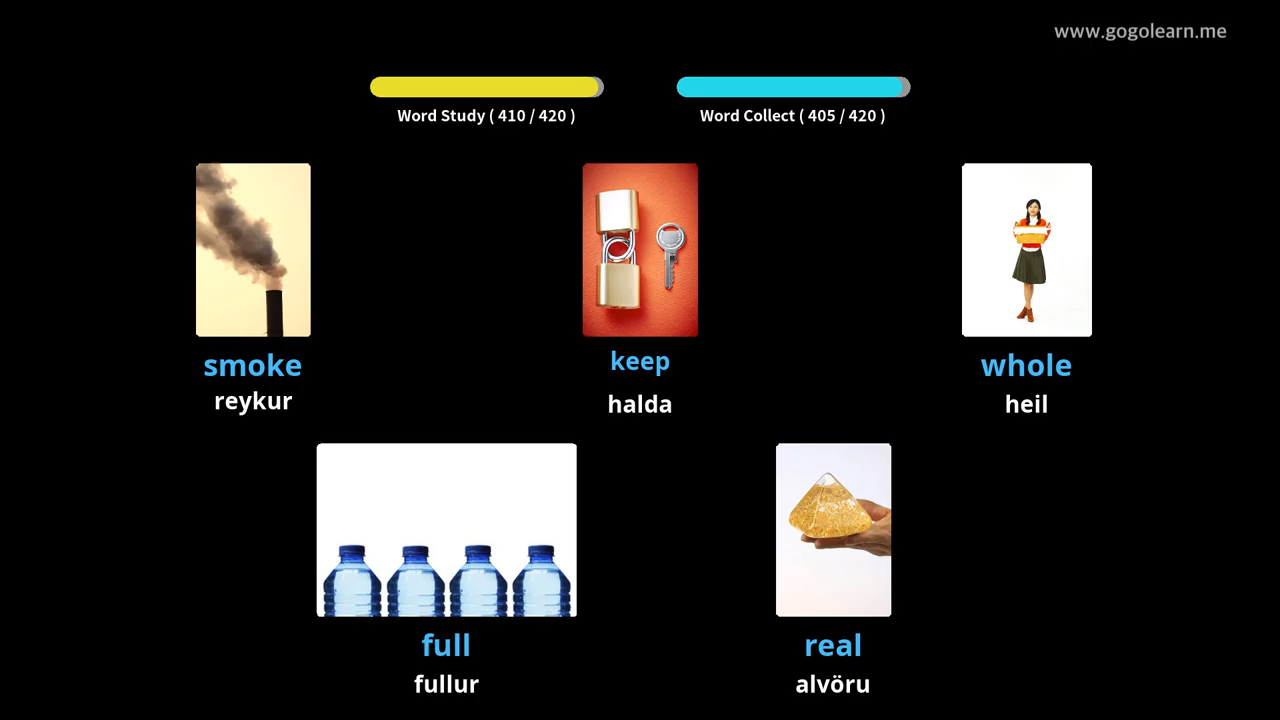 www.gogolearn.me
Word Study ( 410 / 420 )
Word Collect ( 405 / 420 )
smoke
reykur
keep
halda
whole
heil
full
fullur
real
alvöru